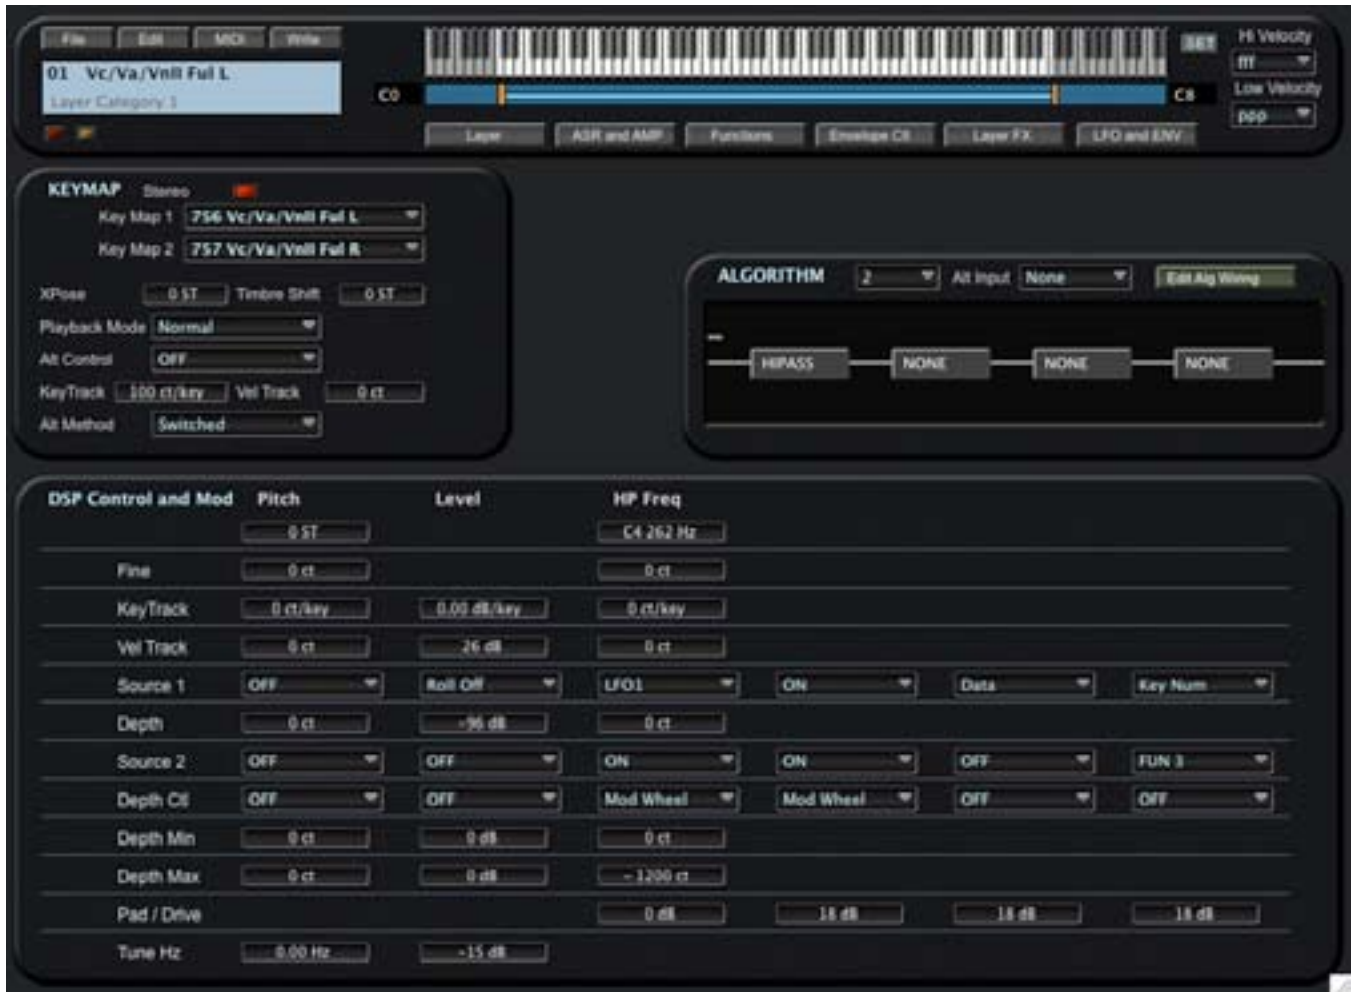 File Edit MIDI Write
01 Vc/Va/VnII Ful L
Layer Category 1
C0 C8
SET
Hi Velocity
fff
Low Velocity
ppp
Layer ASR and AMP Functions Envelope Ctl Layer FX LFO and ENV
KEYMAP Stereo
Key Map 1 756 Vc/Va/VnII Ful L
Key Map 2 757 Vc/Va/VnII Ful R
XPose 0 ST Timbre Shift 0 ST
Playback Mode Normal
Alt Control OFF
KeyTrack 100 ct/key Vel Track 0 ct
Alt Method Switched
ALGORITHM 2 Alt Input None Edit Alg Wiring
HIPASS NONE NONE NONE
DSP Control and Mod Pitch Level HP Freq
0 ST C4 262 Hz
Fine 0 ct 0 ct
KeyTrack 0 ct/key 0.00 dB/key 0 ct/key
Vel Track 0 ct 26 dB 0 ct
Source 1 OFF Roll Off LFO1 ON Data Key Num
Depth 0 ct -96 dB 0 ct
Source 2 OFF OFF ON ON OFF FUN 3
Depth Ctl OFF OFF Mod Wheel Mod Wheel OFF OFF
Depth Min 0 ct 0 dB 0 ct
Depth Max 0 ct 0 dB -1200 ct
Pad / Drive 0 dB 18 dB 18 dB 18 dB
Tune Hz 0.00 Hz -15 dB